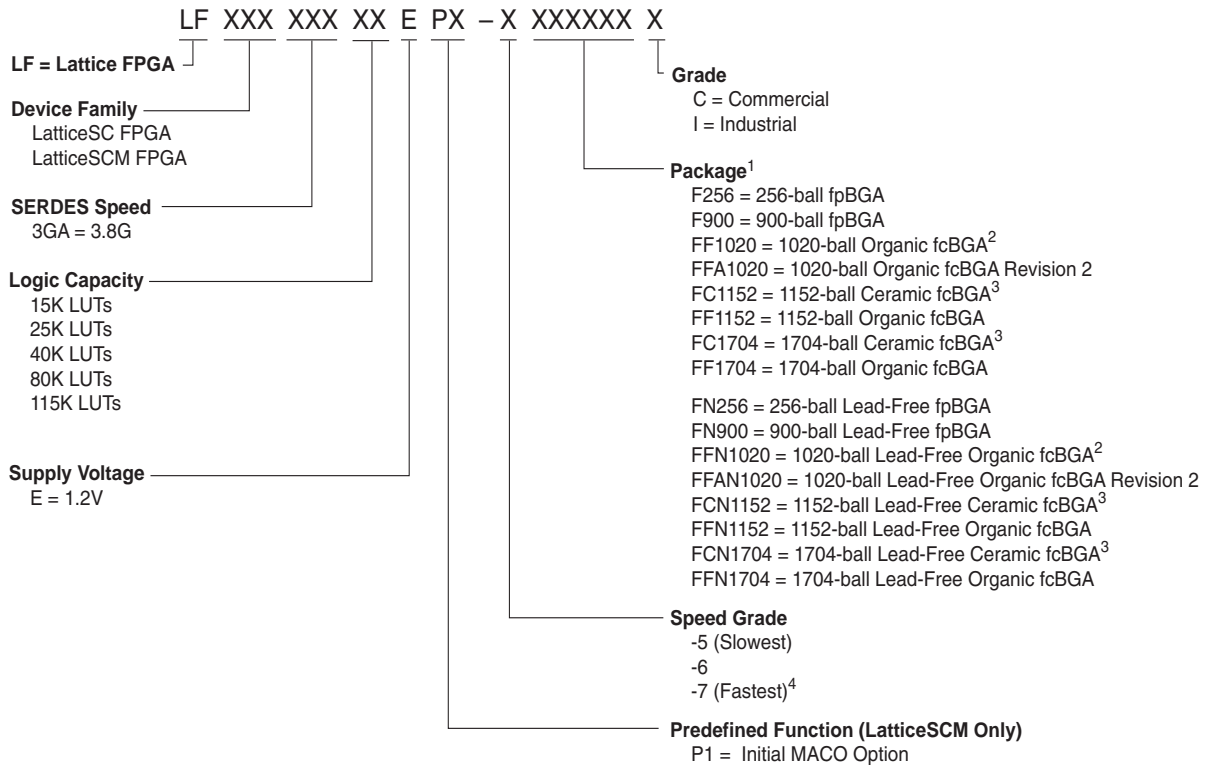 LF XXX XXX XX E PX – X XXXXXX X
LF = Lattice FPGA
Device Family
LatticeSC FPGA
LatticeSCM FPGA
SERDES Speed
3GA = 3.8G
Logic Capacity
15K LUTs
25K LUTs
40K LUTs
80K LUTs
115K LUTs
Supply Voltage
E = 1.2V
Grade
C = Commercial
I = Industrial
Package1
F256 = 256-ball fpBGA
F900 = 900-ball fpBGA
FF1020 = 1020-ball Organic fcBGA2
FFA1020 = 1020-ball Organic fcBGA Revision 2
FC1152 = 1152-ball Ceramic fcBGA3
FF1152 = 1152-ball Organic fcBGA
FC1704 = 1704-ball Ceramic fcBGA3
FF1704 = 1704-ball Organic fcBGA
FN256 = 256-ball Lead-Free fpBGA
FN900 = 900-ball Lead-Free fpBGA
FFN1020 = 1020-ball Lead-Free Organic fcBGA2
FFAN1020 = 1020-ball Lead-Free Organic fcBGA Revision 2
FCN1152 = 1152-ball Lead-Free Ceramic fcBGA3
FFN1152 = 1152-ball Lead-Free Organic fcBGA
FCN1704 = 1704-ball Lead-Free Ceramic fcBGA3
FFN1704 = 1704-ball Lead-Free Organic fcBGA
Speed Grade
-5 (Slowest)
-6
-7 (Fastest)4
Predefined Function (LatticeSCM Only)
P1 = Initial MACO Option